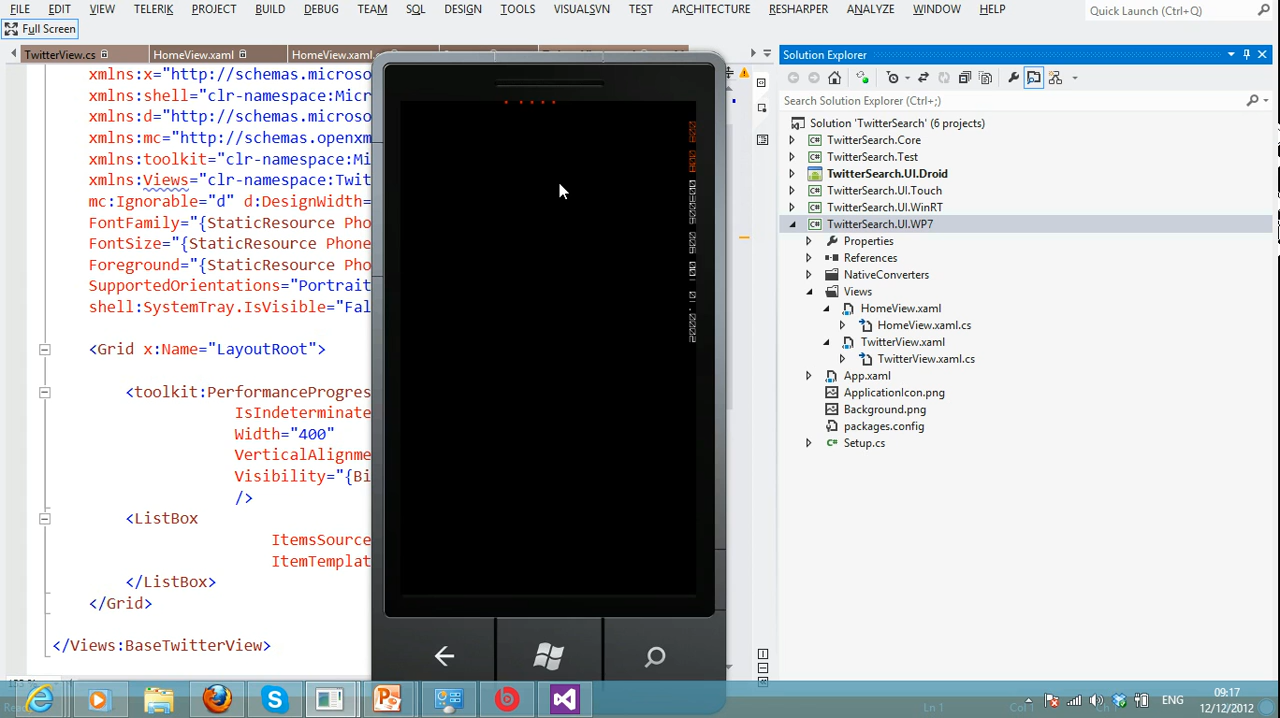 FILE EDIT VIEW TELERIK PROJECT BUILD DEBUG TEAM SQL DESIGN TOOLS VISUALSVN TEST ARCHITECTURE RESHARPER ANALYZE WINDOW HELP
Quick Launch (Ctrl+Q)
Full Screen
TwitterView.cs HomeView.xaml HomeView.xam
xmlns:x="http://schemas.microso
xmlns:shell="clr-namespace:Micr
xmlns:d="http://schemas.microso
xmlns:mc="http://schemas.openxm
xmlns:toolkit="clr-namespace:Mi
xmlns:Views="clr-namespace:Twit
mc:Ignorable="d" d:DesignWidth=
FontFamily="{StaticResource Pho
FontSize="{StaticResource Phone
Foreground="{StaticResource Pho
SupportedOrientations="Portrait
shell:SystemTray.IsVisible="Fal
<Grid x:Name="LayoutRoot">
<toolkit:PerformanceProgres
IsIndeterminate
Width="400"
VerticalAlignme
Visibility="{Bi
/>
<ListBox
ItemsSource
ItemTempla
</ListBox>
</Grid>
</Views:BaseTwitterView>
Solution Explorer
Search Solution Explorer (Ctrl+;)
Solution 'TwitterSearch' (6 projects)
TwitterSearch.Core
TwitterSearch.Test
TwitterSearch.UI.Droid
TwitterSearch.UI.Touch
TwitterSearch.UI.WinRT
TwitterSearch.UI.WP7
Properties
References
NativeConverters
Views
HomeView.xaml
HomeView.xaml.cs
TwitterView.xaml
TwitterView.xaml.cs
App.xaml
ApplicationIcon.png
Background.png
packages.config
Setup.cs
Ln 1
ENG
09:17
12/12/2012